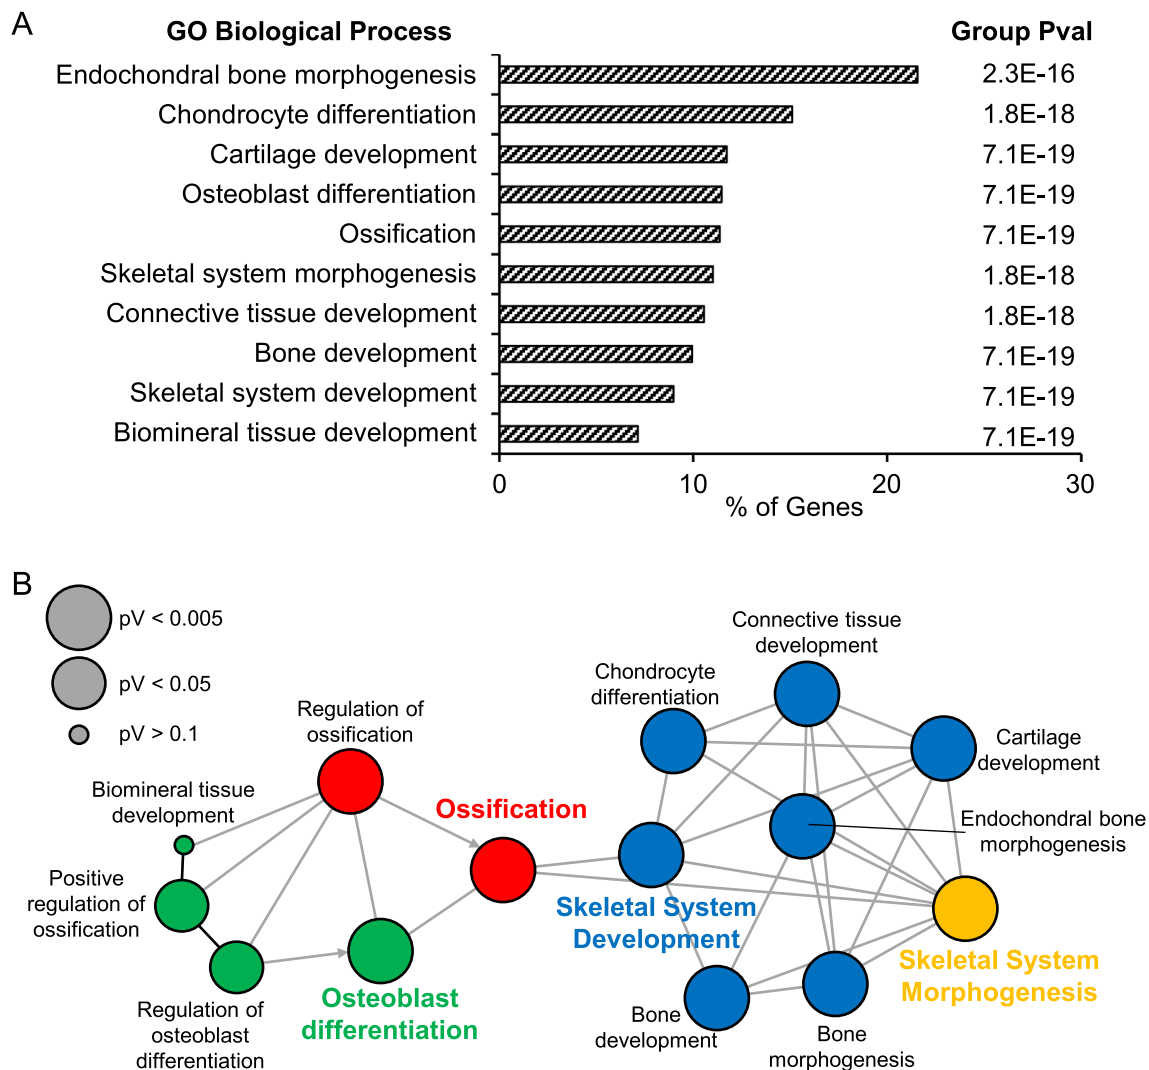 A
GO Biological Process
Group Pval
Endochondral bone morphogenesis
2.3E-16
Chondrocyte differentiation
1.8E-18
Cartilage development
7.1E-19
Osteoblast differentiation
7.1E-19
Ossification
7.1E-19
Skeletal system morphogenesis
1.8E-18
Connective tissue development
1.8E-18
Bone development
7.1E-19
Skeletal system development
7.1E-19
Biomineral tissue development
7.1E-19
0
10
20
30
% of Genes
B
pV < 0.005
pV < 0.05
pV > 0.1
Regulation of
ossification
Biomineral tissue
development
Positive
regulation of
ossification
Regulation of
osteoblast
differentiation
Osteoblast
differentiation
Ossification
Connective tissue
development
Chondrocyte
differentiation
Cartilage
development
Endochondral bone
morphogenesis
Skeletal System
Development
Skeletal System
Morphogenesis
Bone
development
Bone
morphogenesis